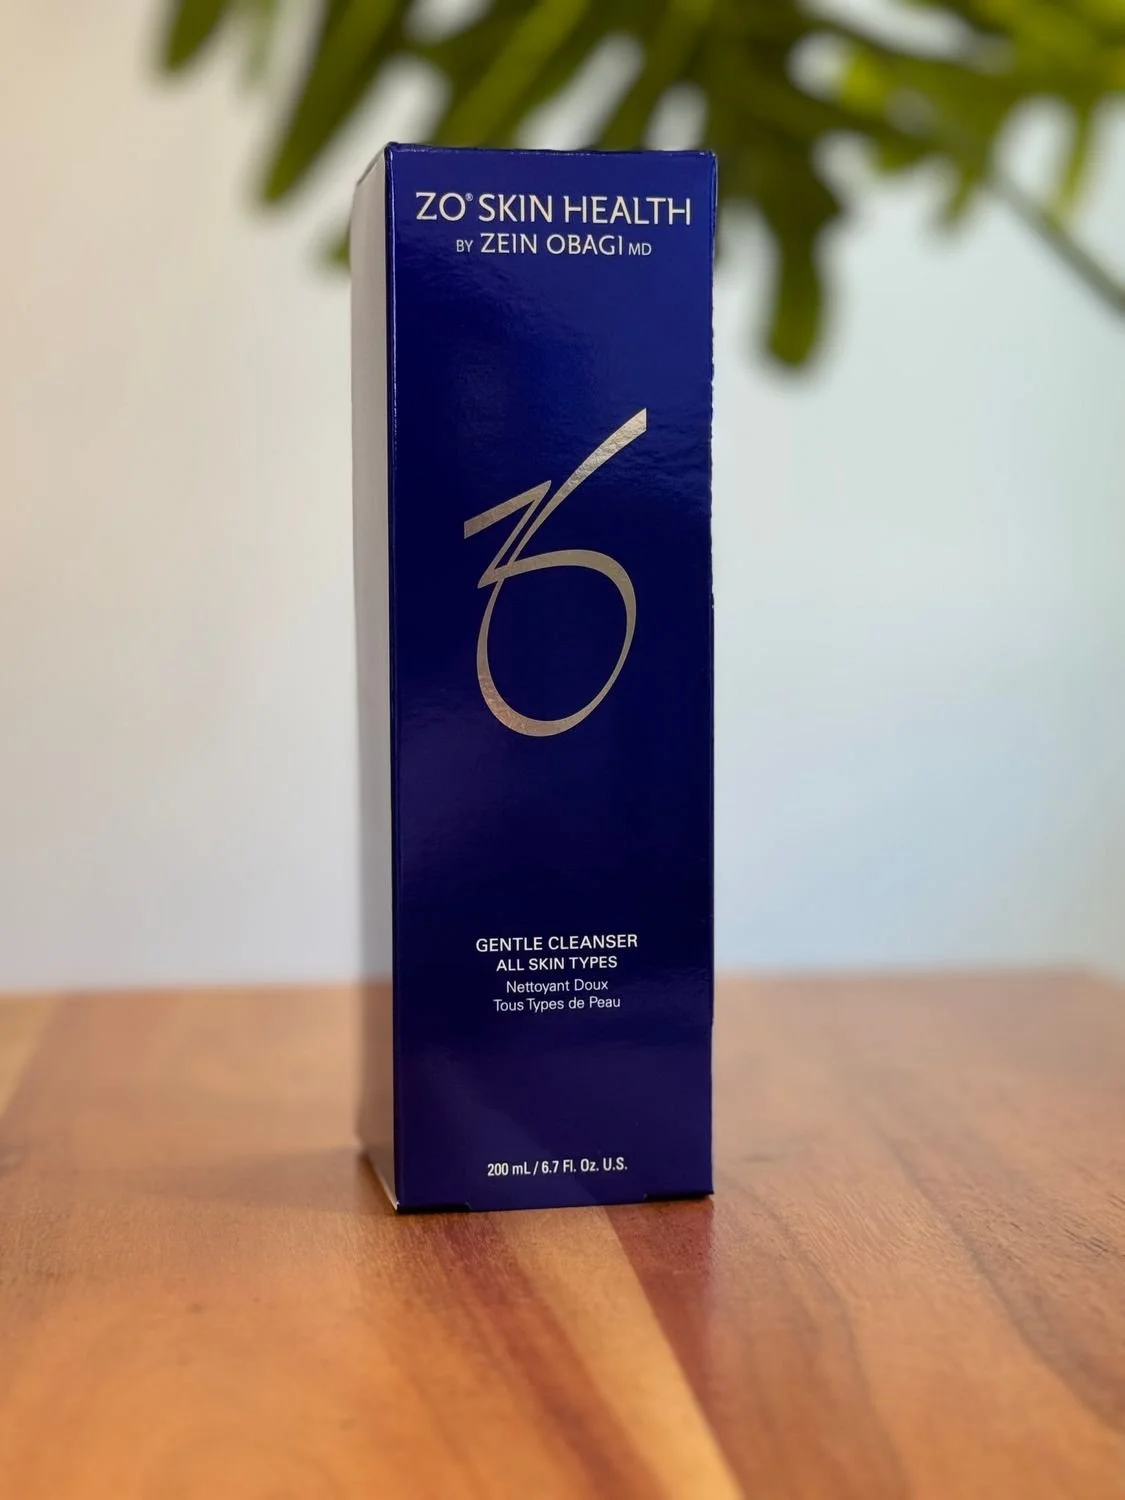 ZO® SKIN HEALTH
BY ZEIN OBAGI MD
GENTLE CLEANSER
ALL SKIN TYPES
Nettoyant Doux
Tous Types de Peau
200 mL / 6.7 Fl. Oz. U.S.